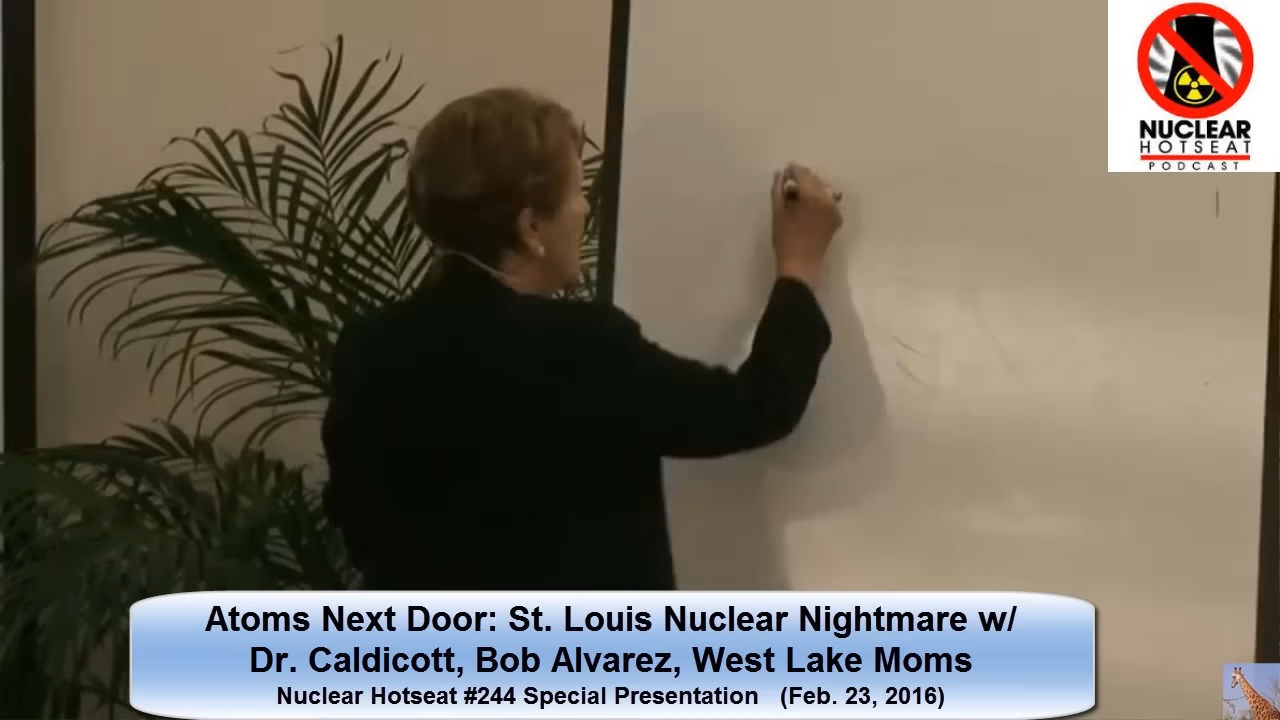 NUCLEAR
HOTSEAT
PODCAST
Atoms Next Door: St. Louis Nuclear Nightmare w/
Dr. Caldicott, Bob Alvarez, West Lake Moms
Nuclear Hotseat #244 Special Presentation (Feb. 23, 2016)